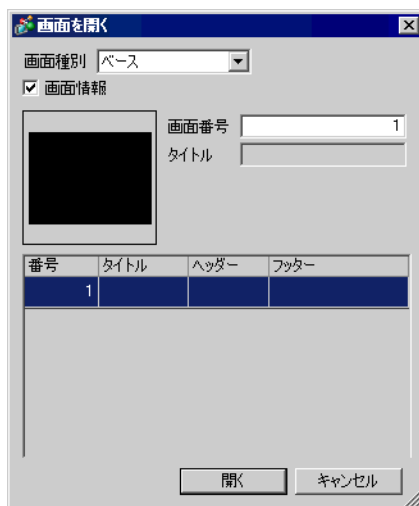 画面を開く
画面種別 ベース
画面情報
画面番号 1
タイトル
番号 タイトル ヘッダー フッター
1
開く キャンセル